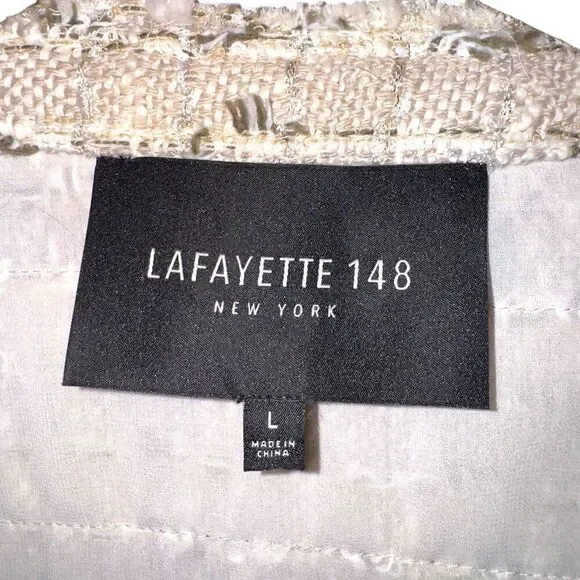 LAFAYETTE 148
NEW YORK
L
MADE IN
CHINA